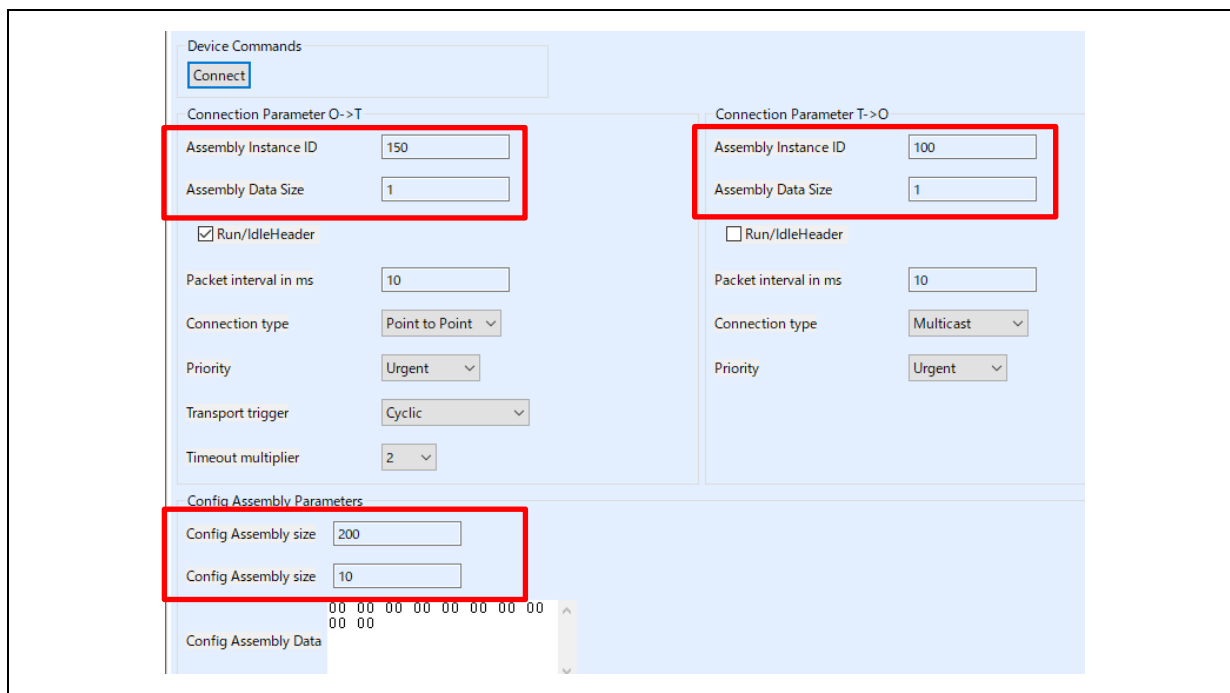 Device Commands
Connect
Connection Parameter O->T
Assembly Instance ID 150
Assembly Data Size 1
Run/IdleHeader
Packet interval in ms 10
Connection type Point to Point
Priority Urgent
Transport trigger Cyclic
Timeout multiplier 2
Connection Parameter T->O
Assembly Instance ID 100
Assembly Data Size 1
Run/IdleHeader
Packet interval in ms 10
Connection type Multicast
Priority Urgent
Config Assembly Parameters
Config Assembly size 200
Config Assembly size 10
Config Assembly Data
00 00 00 00 00 00 00 00
00 00